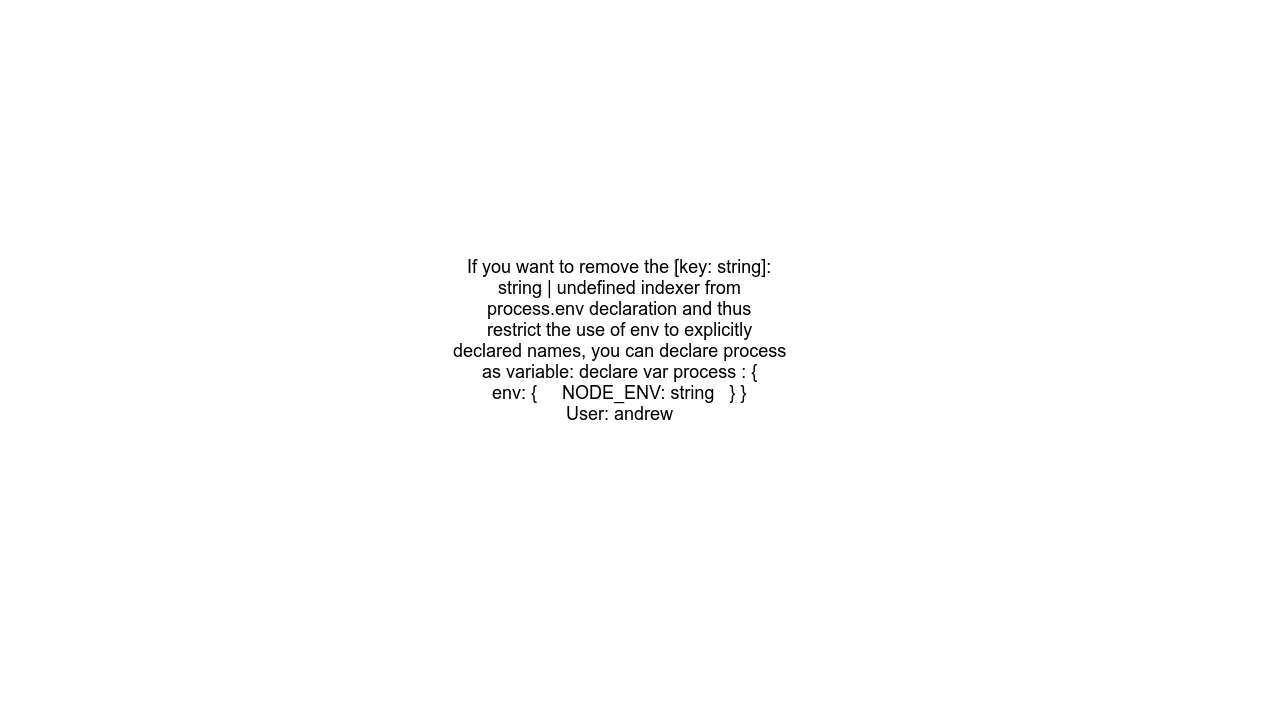 If you want to remove the [key: string]:
string | undefined indexer from
process.env declaration and thus
restrict the use of env to explicitly
declared names, you can declare process
as variable: declare var process : {
env: {     NODE_ENV: string   } }
User: andrew